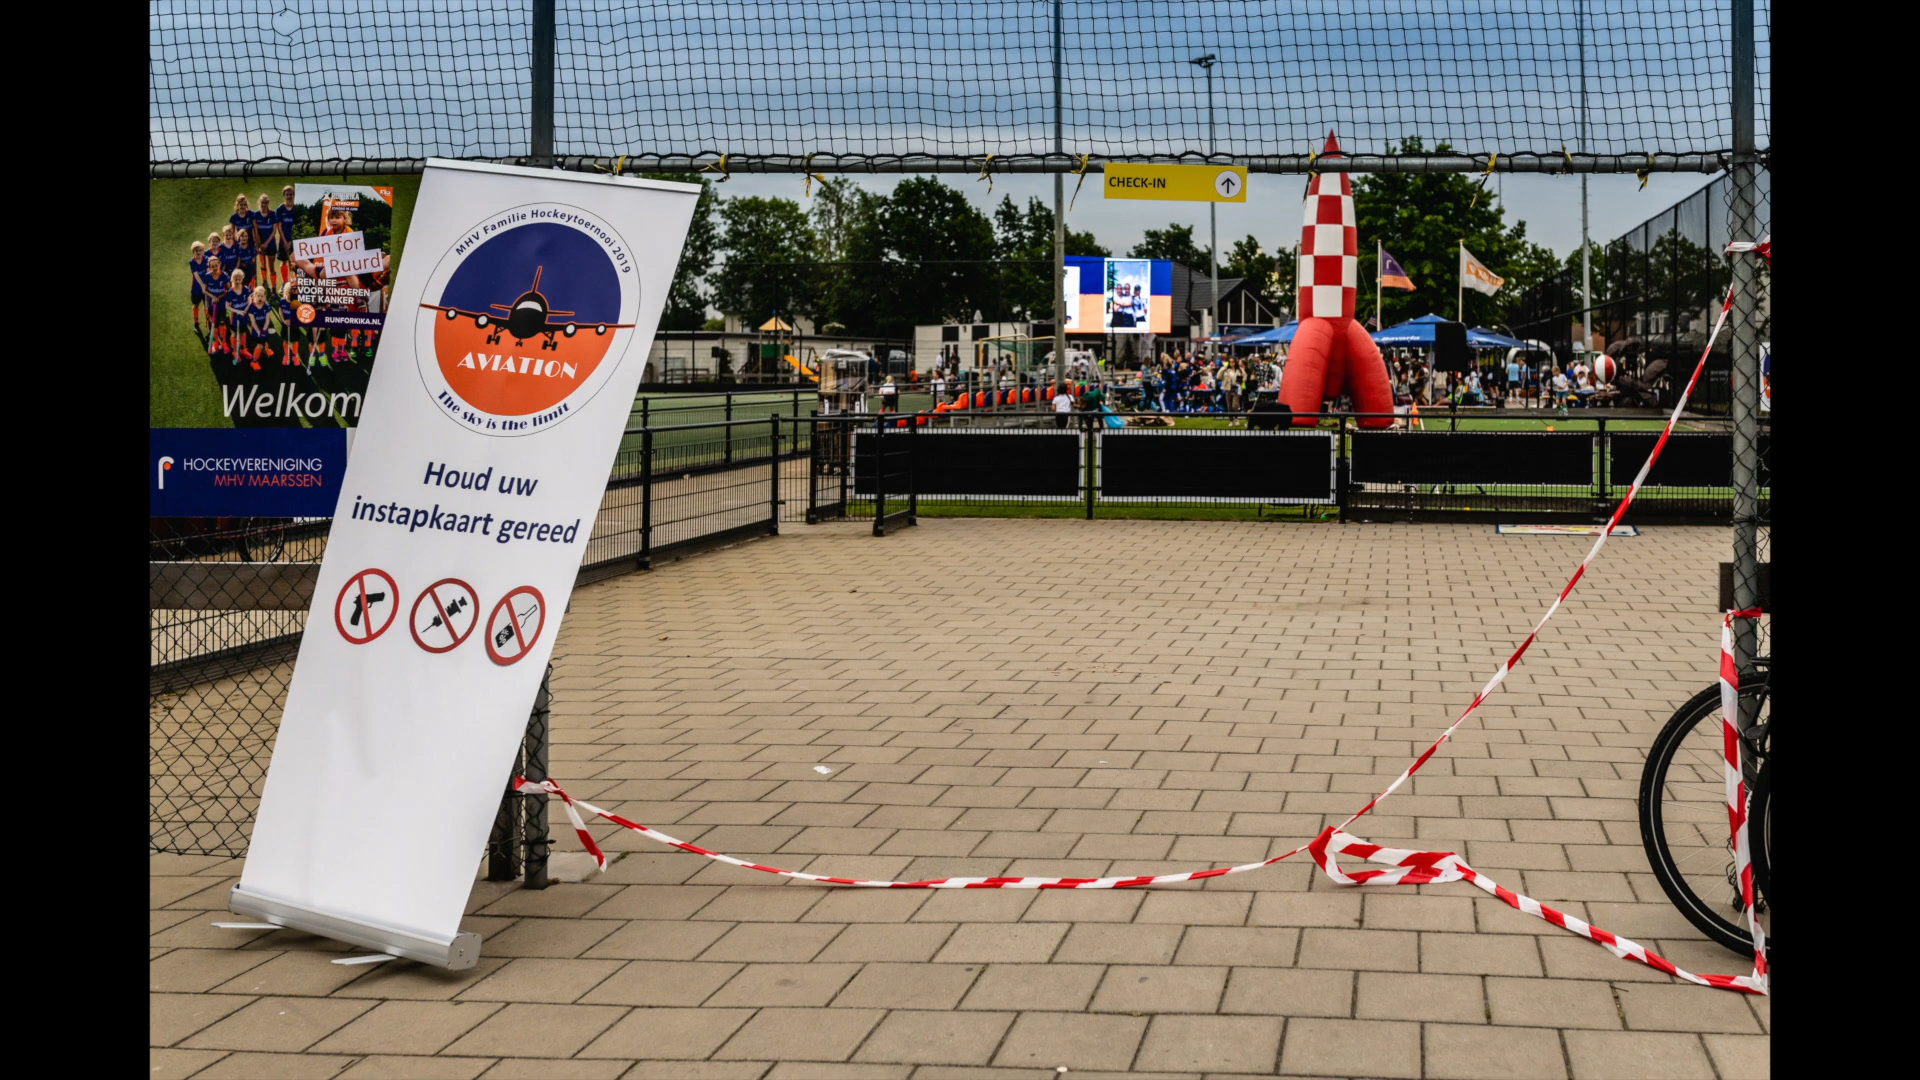 CHECK-IN
Run for
Ruurd
REN MEE
VOOR KINDEREN
MET KANKER
RUNFORKIKA.NL
Welkom
HOCKEYVERENIGING
MHV MAARSSEN
MHV Familie Hockeytoernooi 2019
AVIATION
The sky is the limit
Houd uw
instapkaart gereed